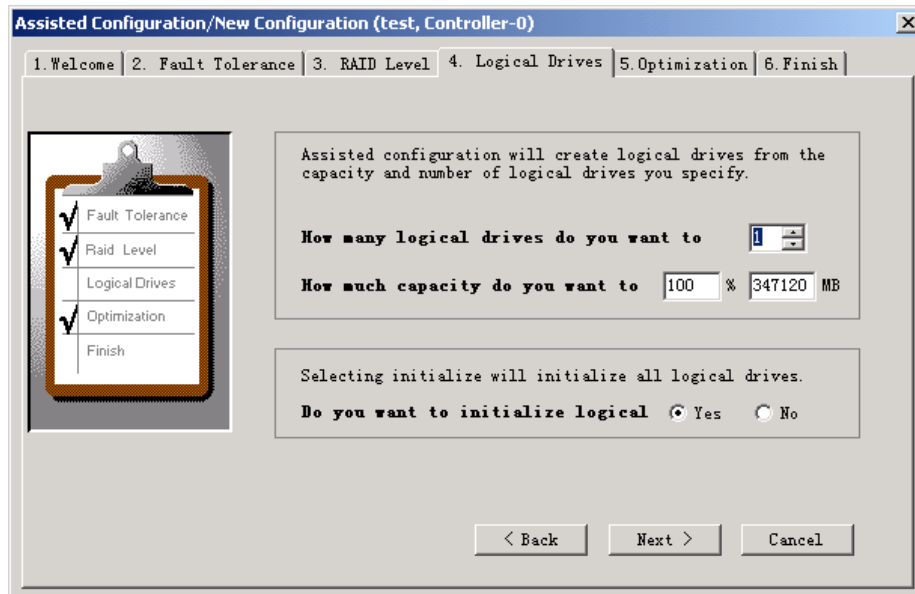 Assisted Configuration/New Configuration (test, Controller-0)
1.Welcome 2. Fault Tolerance 3. RAID Level 4. Logical Drives 5.Optimization 6.Finish
Assisted configuration will create logical drives from the
capacity and number of logical drives you specify.
How many logical drives do you want to 1
How much capacity do you want to 100 % 347120 MB
Selecting initialize will initialize all logical drives.
Do you want to initialize logical Yes No
Fault Tolerance
Raid Level
Logical Drives
Optimization
Finish
< Back Next > Cancel